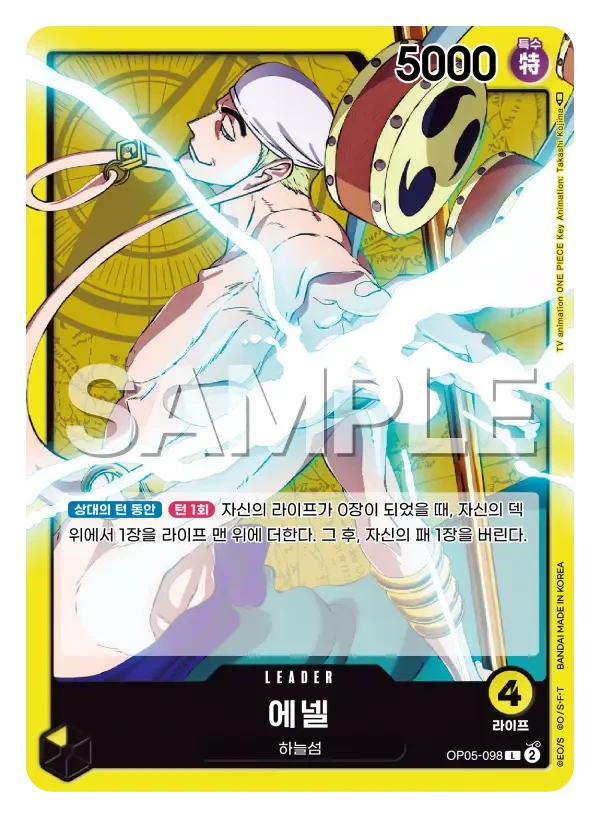 5000
특수
特
TV animation ONE PIECE Key Animation: Takashi Kojima
SAMPLE
상대의 턴 동안 턴 1회 자신의 라이프가 0장이 되었을 때, 자신의 덱
위에서 1장을 라이프 맨 위에 더한다. 그 후, 자신의 패 1장을 버린다.
LEADER
에넬
하늘섬
4
라이프
OP05-098 L 2
©EO/S ©O/S·F·T BANDAI MADE IN KOREA